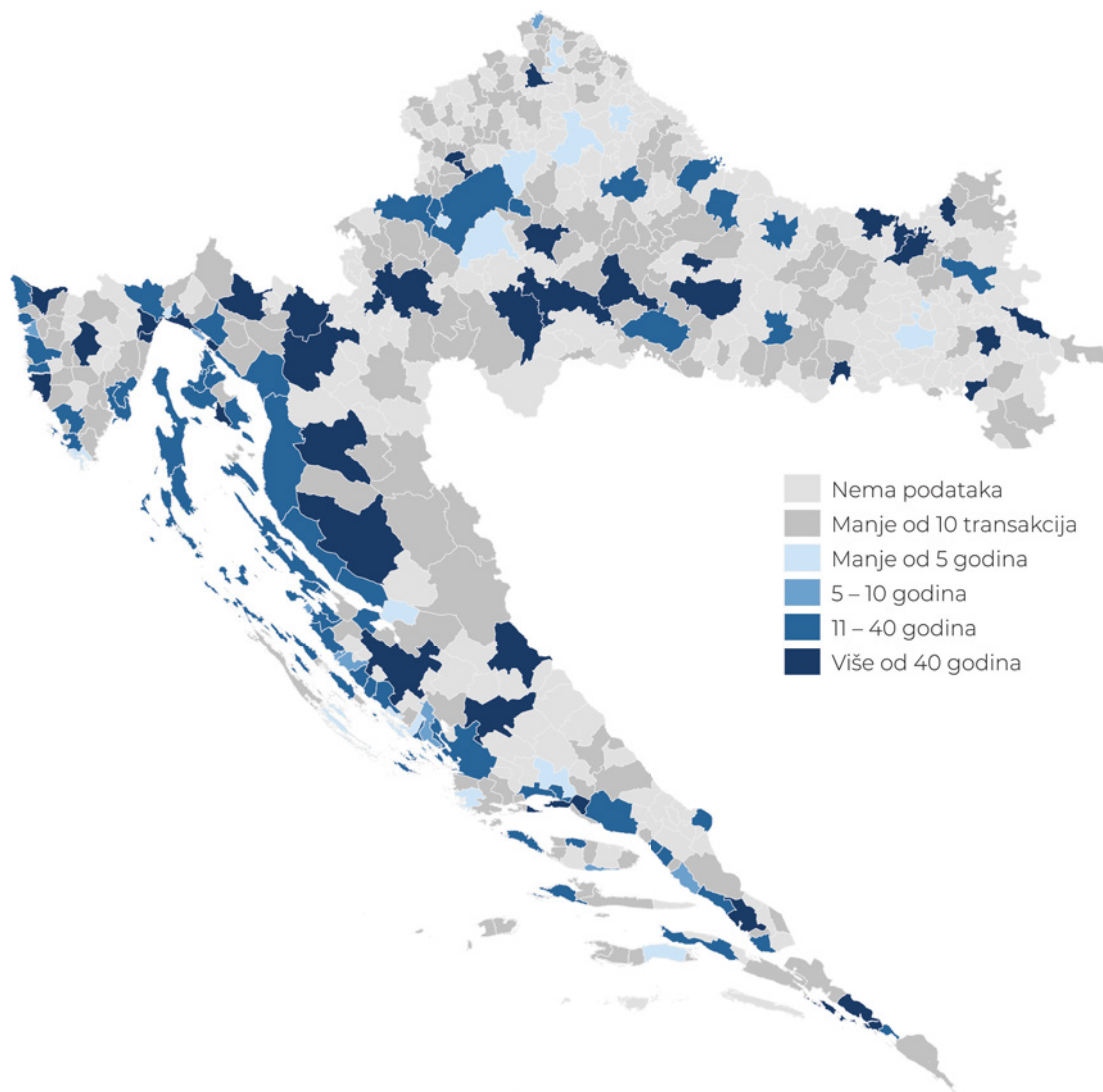 Nema podataka
Manje od 10 transakcija
Manje od 5 godina
5 – 10 godina
11 – 40 godina
Više od 40 godina